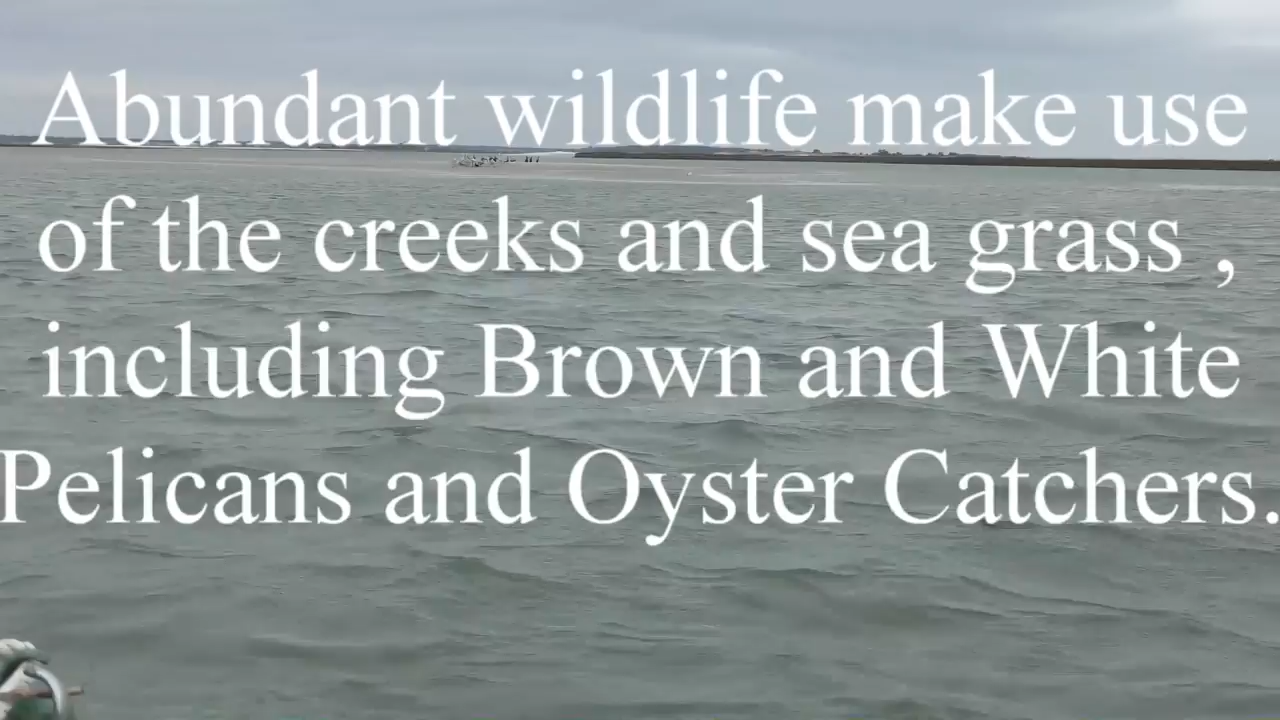 Abundant wildlife make use
of the creeks and sea grass ,
including Brown and White
Pelicans and Oyster Catchers.